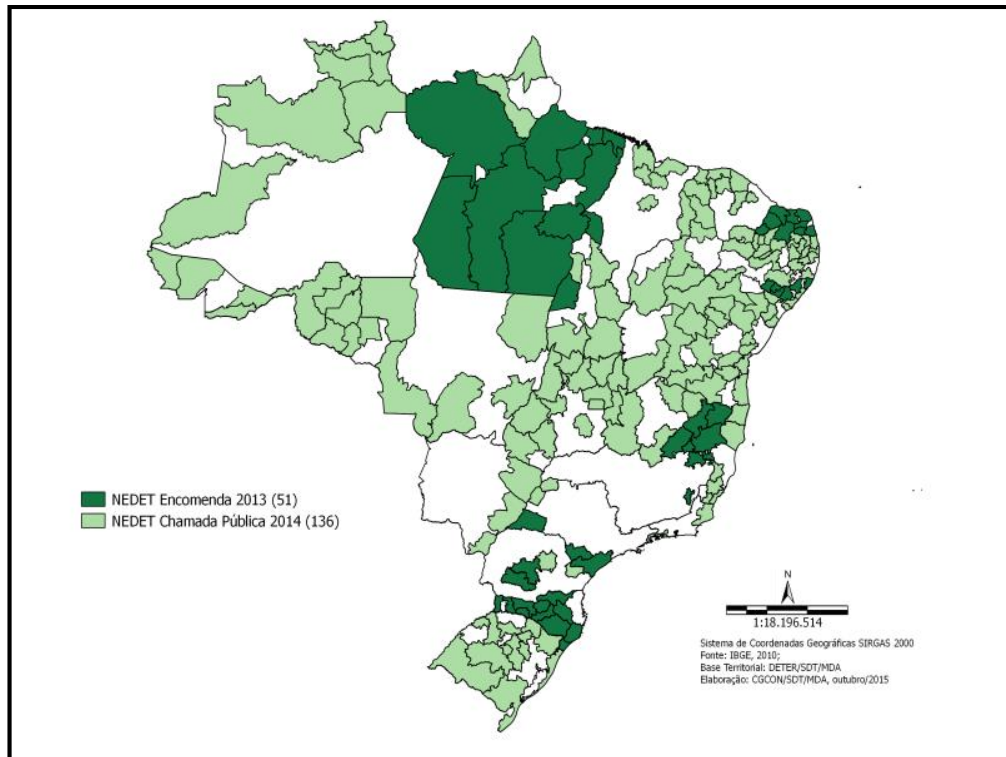 NEDET Encomenda 2013 (51)
NEDET Chamada Pública 2014 (136)
N
1:18.196.514
Sistema de Coordenadas Geográficas SIRGAS 2000
Fonte: IBGE, 2010;
Base Territorial: DETER/SDT/MDA
Elaboração: CGCON/SDT/MDA, outubro/2015